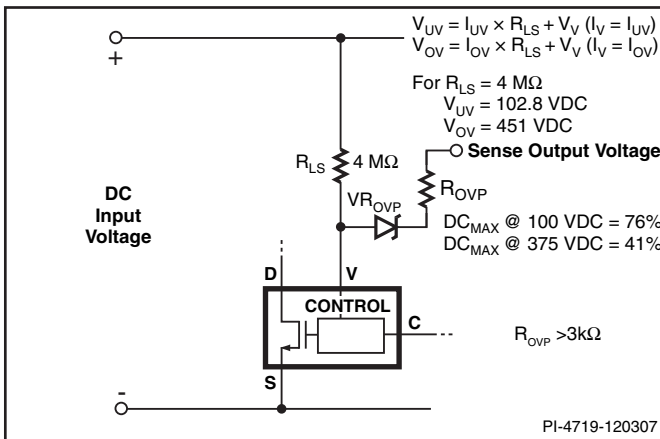 V_UV = I_UV × R_LS + V_V (I_V = I_UV)
V_OV = I_OV × R_LS + V_V (I_V = I_OV)
+
For R_LS = 4 MΩ
V_UV = 102.8 VDC
V_OV = 451 VDC
Sense Output Voltage
R_LS 4 MΩ
R_OVP
VR_OVP
DC
Input
Voltage
DC_MAX @ 100 VDC = 76%
DC_MAX @ 375 VDC = 41%
D V
CONTROL
C
R_OVP >3kΩ
S
-
PI-4719-120307